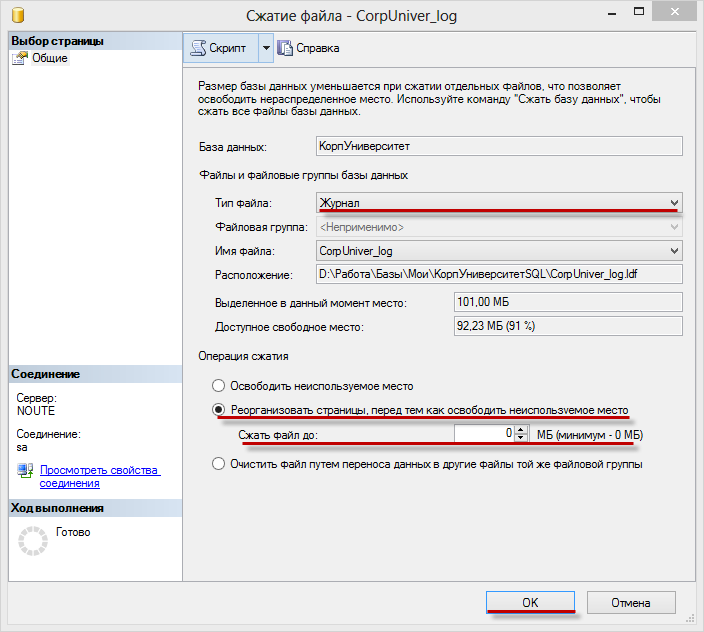 Сжатие файла - CorpUniver_log
Выбор страницы
Общие
Скрипт
Справка
Размер базы данных уменьшается при сжатии отдельных файлов, что позволяет
освободить нераспределенное место. Используйте команду "Сжать базу данных", чтобы
сжать все файлы базы данных.
База данных:
КорпУниверситет
Файлы и файловые группы базы данных
Тип файла:
Журнал
Файловая группа:
<Неприменимо>
Имя файла:
CorpUniver_log
Расположение:
D:\Работа\Базы\Мои\КорпУниверситетSQL\CorpUniver_log.ldf
Выделенное в данный момент место:
101,00 МБ
Доступное свободное место:
92,23 МБ (91 %)
Операция сжатия
Освободить неиспользуемое место
Реорганизовать страницы, перед тем как освободить неиспользуемое место
Сжать файл до:
0
МБ (минимум - 0 МБ)
Очистить файл путем переноса данных в другие файлы той же файловой группы
Соединение
Сервер:
NOUTE
Соединение:
sa
Просмотреть свойства
соединения
Ход выполнения
Готово
OK
Отмена